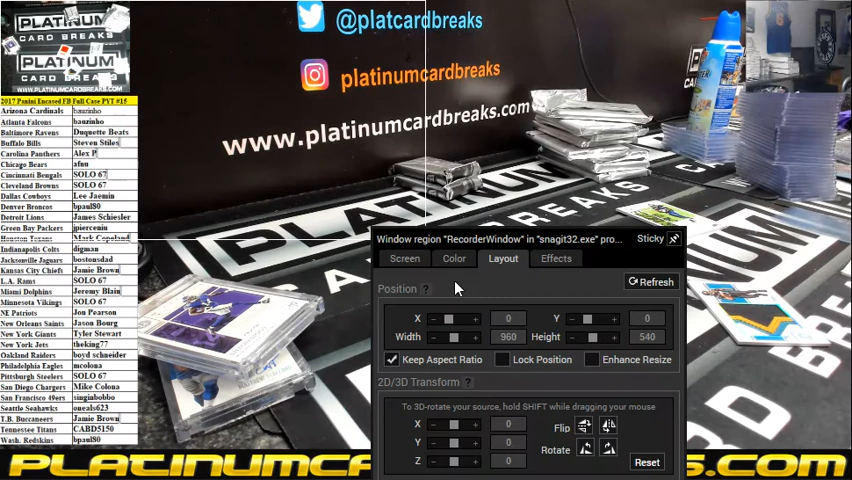 PLATINUM
CARD BREAKS
WWW.PLATINUMCARDBREAKS.COM
@platcardbreaks
platinumcardbreaks
www.platinumcardbreaks.com
2017 Panini Encased FB Full Case PYT #15
Arizona Cardinals bauzinho
Atlanta Falcons bauzinho
Baltimore Ravens Duquette Beats
Buffalo Bills Steven Stiles
Carolina Panthers Alex P
Chicago Bears afnu
Cincinnati Bengals SOLO 67
Cleveland Browns SOLO 67
Dallas Cowboys Lee Jaemin
Denver Broncos bpaul80
Detroit Lions James Schiesler
Green Bay Packers jpierceniu
Houston Texans Mark Copeland
Indianapolis Colts digman
Jacksonville Jaguars bostonsdad
Kansas City Chiefs Jamie Brown
L.A. Rams SOLO 67
Miami Dolphins Jeremy Blain
Minnesota Vikings SOLO 67
NE Patriots Jon Pearson
New Orleans Saints Jason Bourg
New York Giants Tyler Stewart
New York Jets theking77
Oakland Raiders boyd schneider
Philadelphia Eagles mcolona
Pittsburgh Steelers SOLO 67
San Diego Chargers Mike Colona
San Francisco 49ers singinbobbo
Seattle Seahawks oneals623
T.B. Buccaneers Jamie Brown
Tennessee Titans CABD5150
Wash. Redskins bpaul80
Window region "RecorderWindow" in "snagit32.exe" pro... Sticky
Screen Color Layout Effects
Position ? Refresh
X - + 0 Y - + 0
Width - + 960 Height - + 540
Keep Aspect Ratio Lock Position Enhance Resize
2D/3D Transform ?
To 3D-rotate your source, hold SHIFT while dragging your mouse
X - + 0 Flip
Y - + 0 Rotate
Z - + 0 Reset
PLATINUM
CARD BREAKS
PLATINUMCA
KS.COM